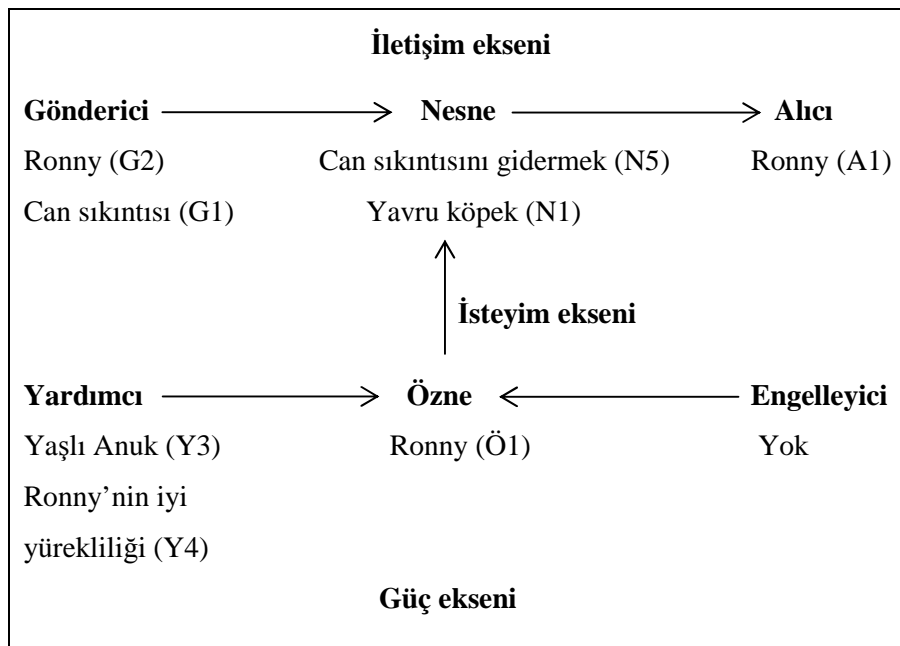 İletişim ekseni
Gönderici Nesne Alıcı
Ronny (G2) Can sıkıntısını gidermek (N5) Ronny (A1)
Can sıkıntısı (G1) Yavru köpek (N1)
İsteyim ekseni
Yardımcı Özne Engelleyici
Yaşlı Anuk (Y3) Ronny (Ö1) Yok
Ronny’nin iyi
yürekliliği (Y4)
Güç ekseni